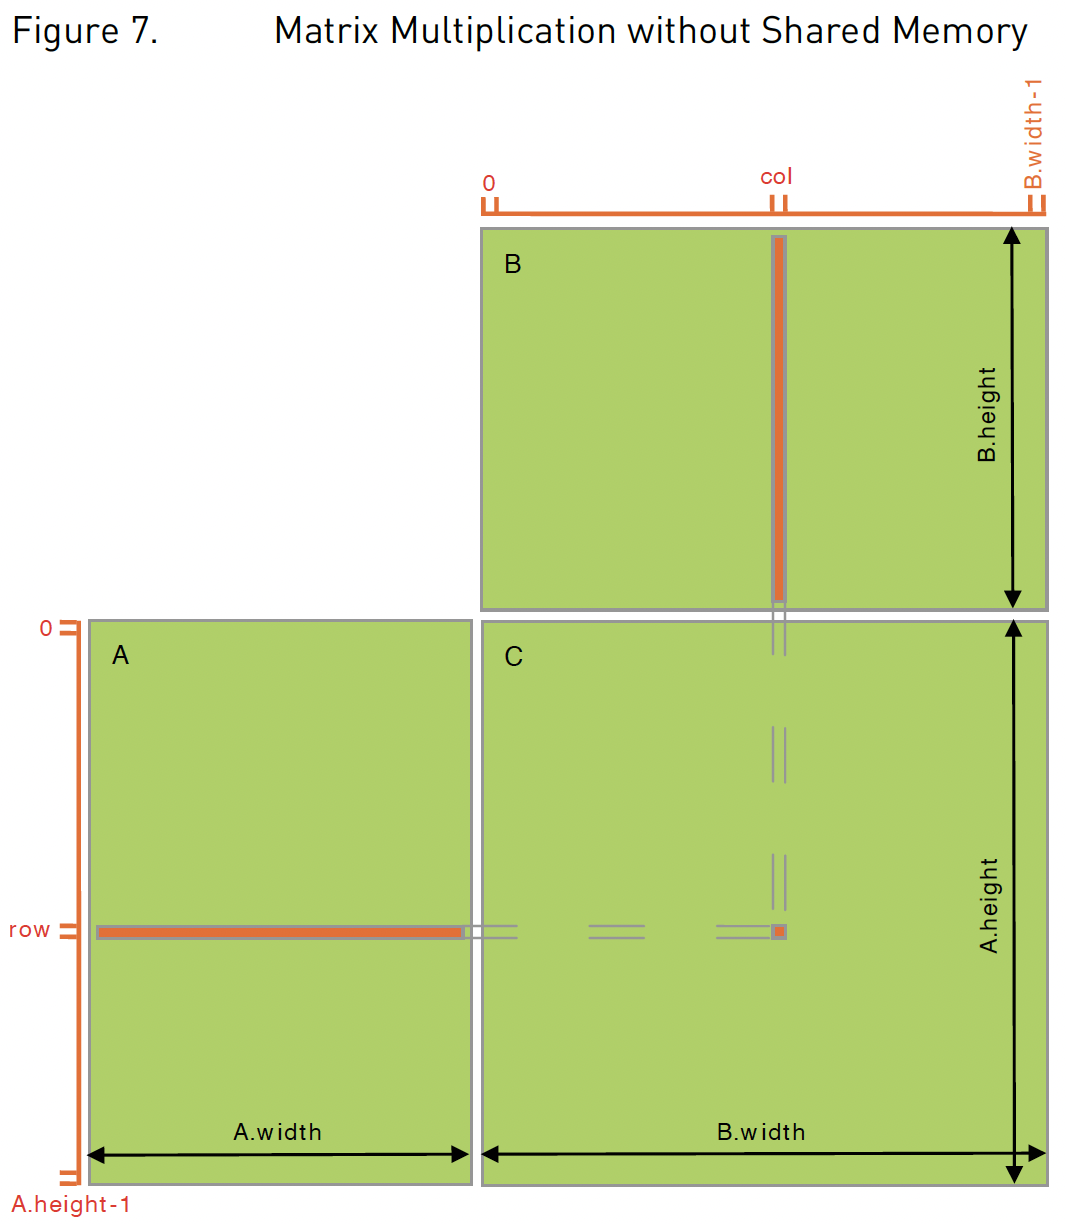 Figure 7. Matrix Multiplication without Shared Memory
B.width-1
0
col
B
B.height
0
A
C
row
A.height
A.width
B.width
A.height-1